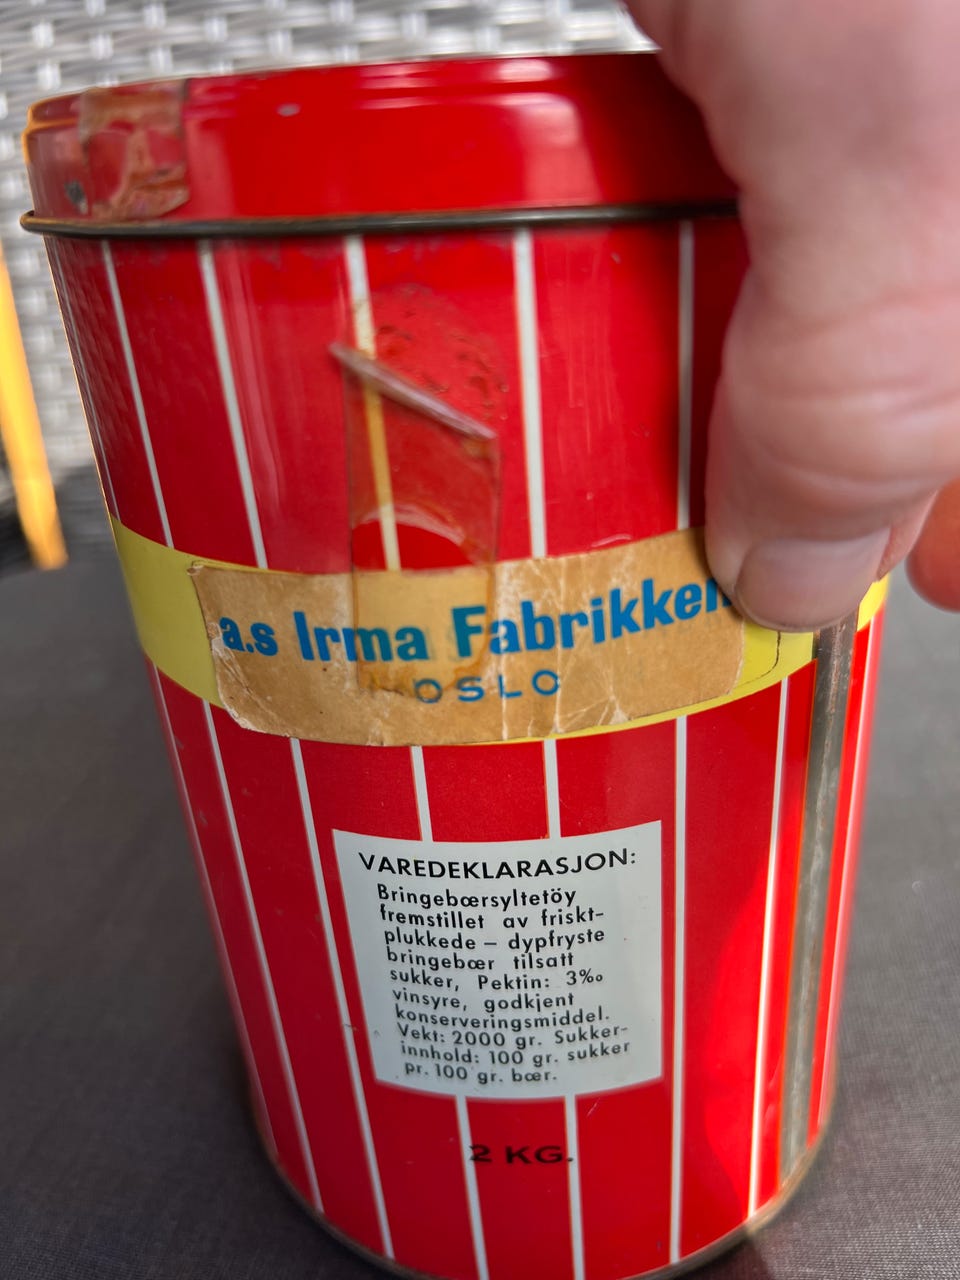 a.s Irma Fabrikken
OSLO
VAREDEKLARASJON:
Bringebærsyltetöy
fremstillet av friskt-
plukkede – dypfryste
bringebær tilsatt
sukker, Pektin: 3‰
vinsyre, godkjent
konserveringsmiddel.
Vekt: 2000 gr. Sukker-
innhold: 100 gr. sukker
pr. 100 gr. bær.
2 KG.